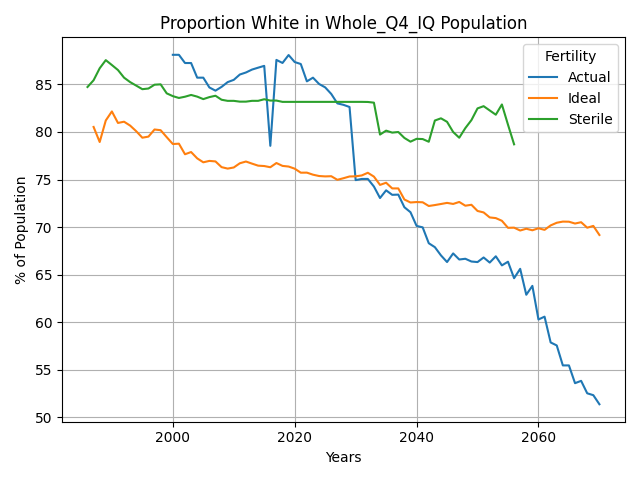 Proportion White in Whole_Q4_IQ Population
Fertility
Actual
Ideal
Sterile
% of Population
85
80
75
70
65
60
55
50
2000
2020
2040
2060
Years